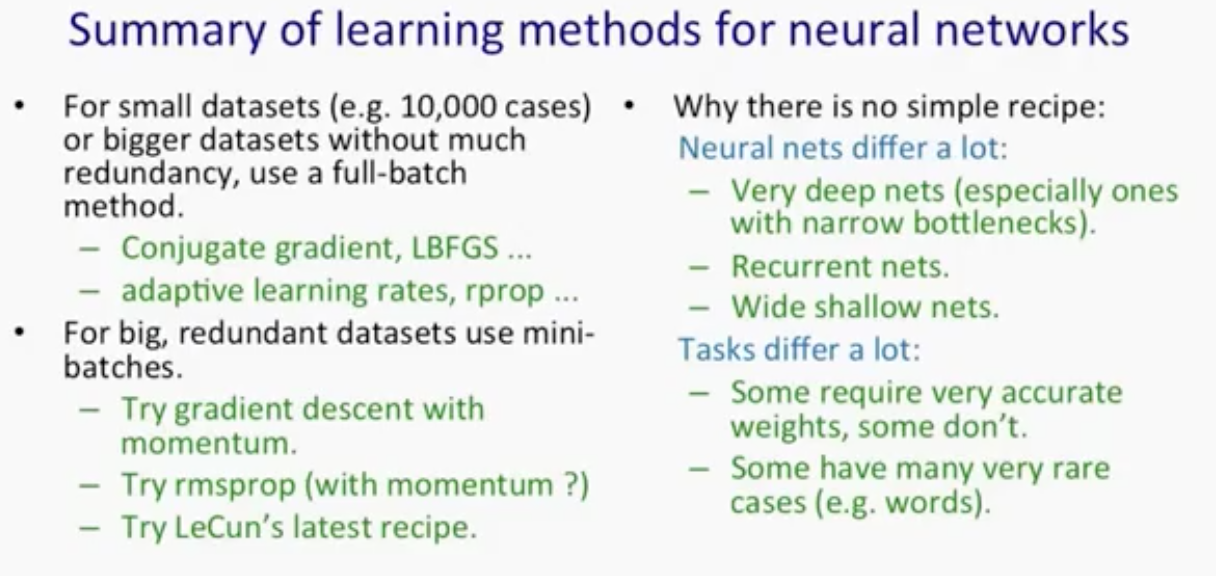 Summary of learning methods for neural networks
• For small datasets (e.g. 10,000 cases)
or bigger datasets without much
redundancy, use a full-batch
method.
– Conjugate gradient, LBFGS ...
– adaptive learning rates, rprop ...
• For big, redundant datasets use mini-
batches.
– Try gradient descent with
momentum.
– Try rmsprop (with momentum ?)
– Try LeCun's latest recipe.
• Why there is no simple recipe:
Neural nets differ a lot:
– Very deep nets (especially ones
with narrow bottlenecks).
– Recurrent nets.
– Wide shallow nets.
Tasks differ a lot:
– Some require very accurate
weights, some don't.
– Some have many very rare
cases (e.g. words).